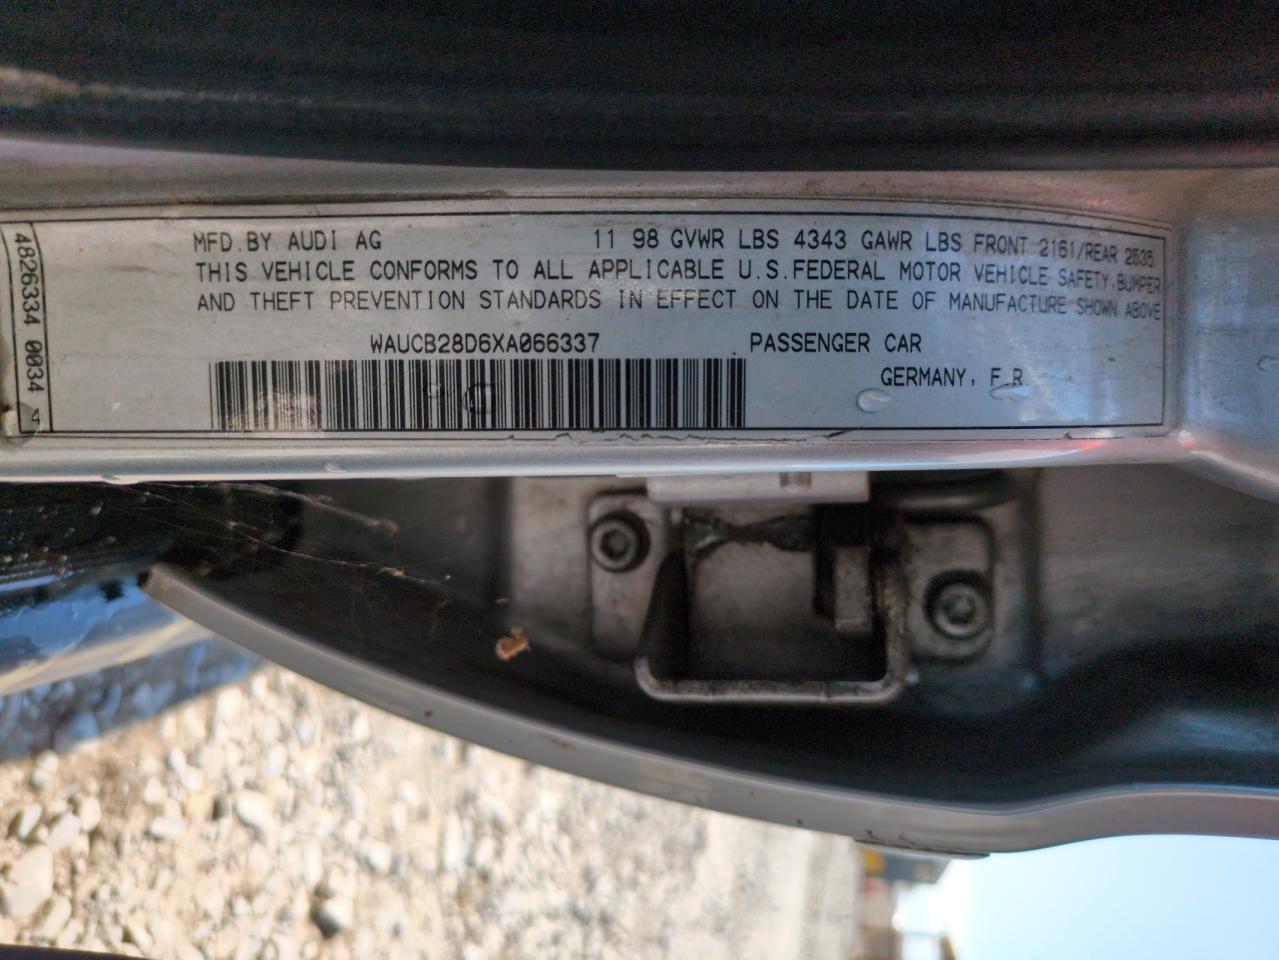 MFD.BY AUDI AG 11 98 GVWR LBS 4343 GAWR LBS FRONT 2161/REAR 2535
THIS VEHICLE CONFORMS TO ALL APPLICABLE U.S.FEDERAL MOTOR VEHICLE SAFETY,BUMPER
AND THEFT PREVENTION STANDARDS IN EFFECT ON THE DATE OF MANUFACTURE SHOWN ABOVE
WAUCB28D6XA066337 PASSENGER CAR
GERMANY, F.R.
48263334 0034 4